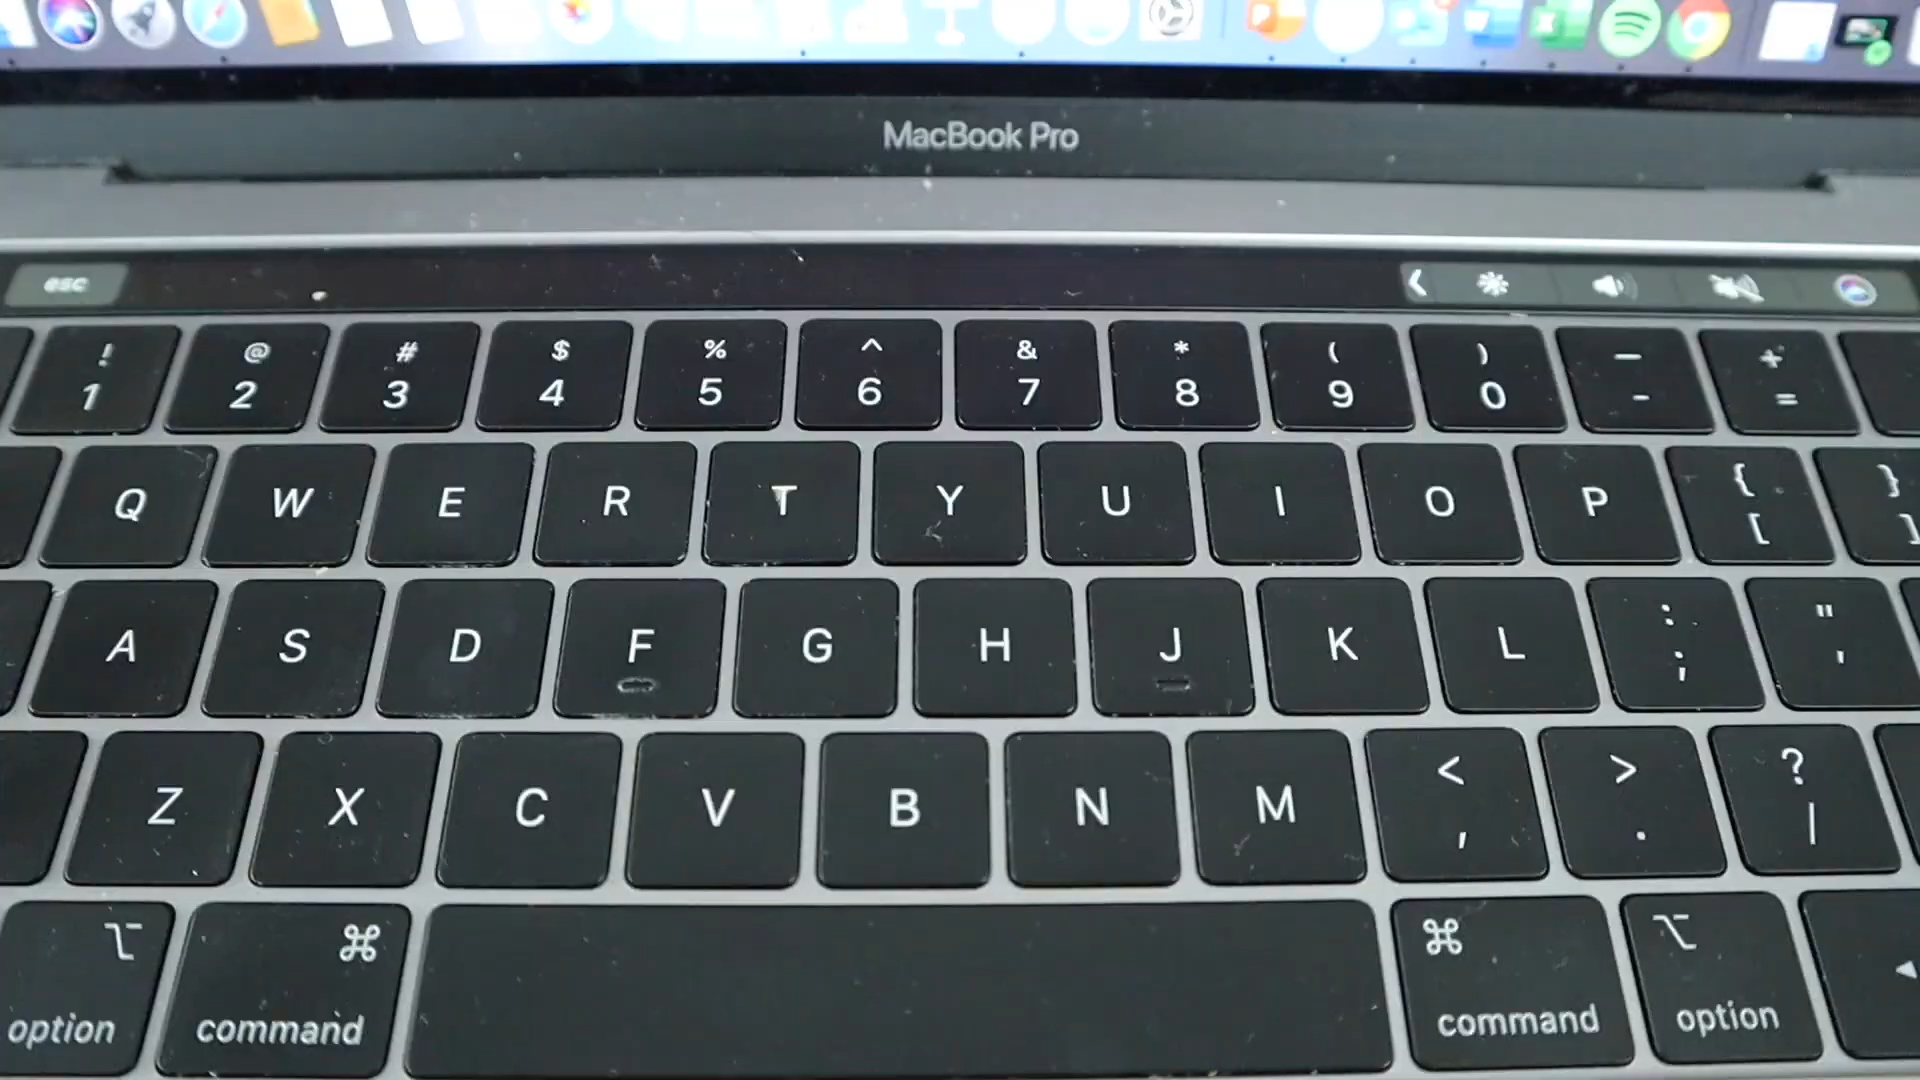 MacBook Pro
esc
! @ # $ % ^ & * ( ) — +
1 2 3 4 5 6 7 8 9 0 - =
Q W E R T Y U I O P { }
[ ]
A S D F G H J K L : "
; '
Z X C V B N M < > ?
, . /
⌥ ⌘ ⌘ ⌥ ◀
option command command option